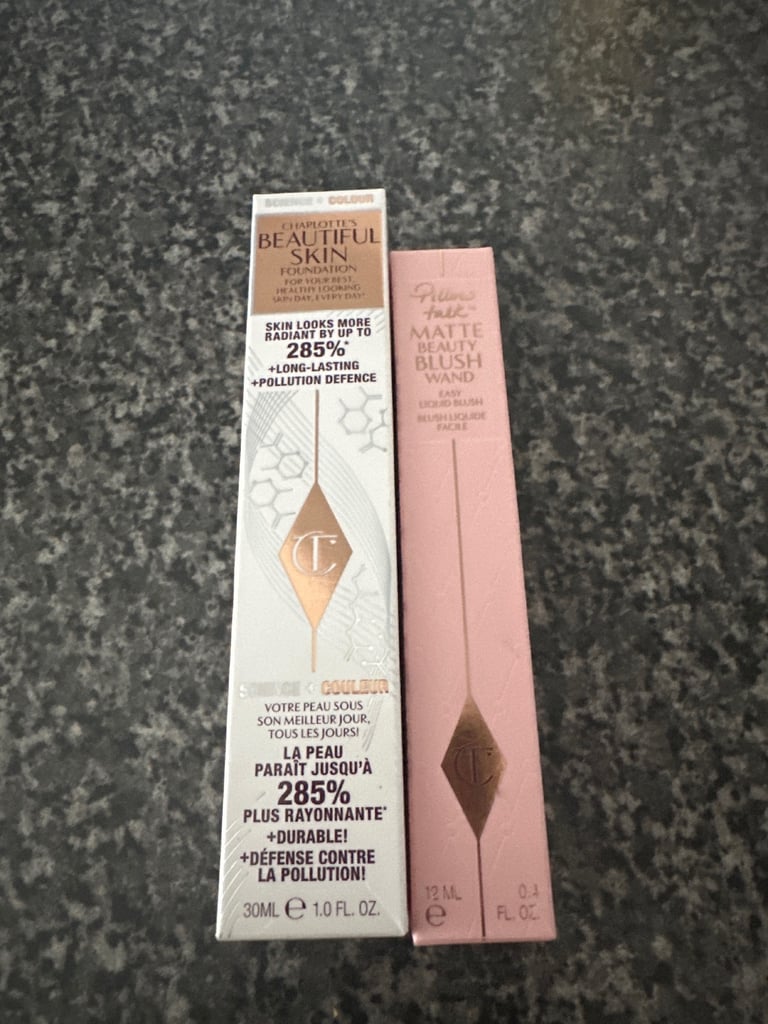 SCIENCE + COLOUR
CHARLOTTE'S
BEAUTIFUL
SKIN
FOUNDATION
FOR YOUR BEST,
HEALTHY LOOKING
SKIN DAY, EVERY DAY!
SKIN LOOKS MORE
RADIANT BY UP TO
285%*
+LONG-LASTING
+POLLUTION DEFENCE
CT
SCIENCE + COULEUR
VOTRE PEAU SOUS
SON MEILLEUR JOUR,
TOUS LES JOURS!
LA PEAU
PARAÎT JUSQU'À
285%
PLUS RAYONNANTE*
+DURABLE!
+DÉFENSE CONTRE
LA POLLUTION!
30ML e 1.0 FL. OZ.
Pillow
talk™
MATTE
BEAUTY
BLUSH
WAND
EASY
LIQUID BLUSH
BLUSH LIQUIDE
FACILE
CT
12 ML 0.4
e FL. OZ.